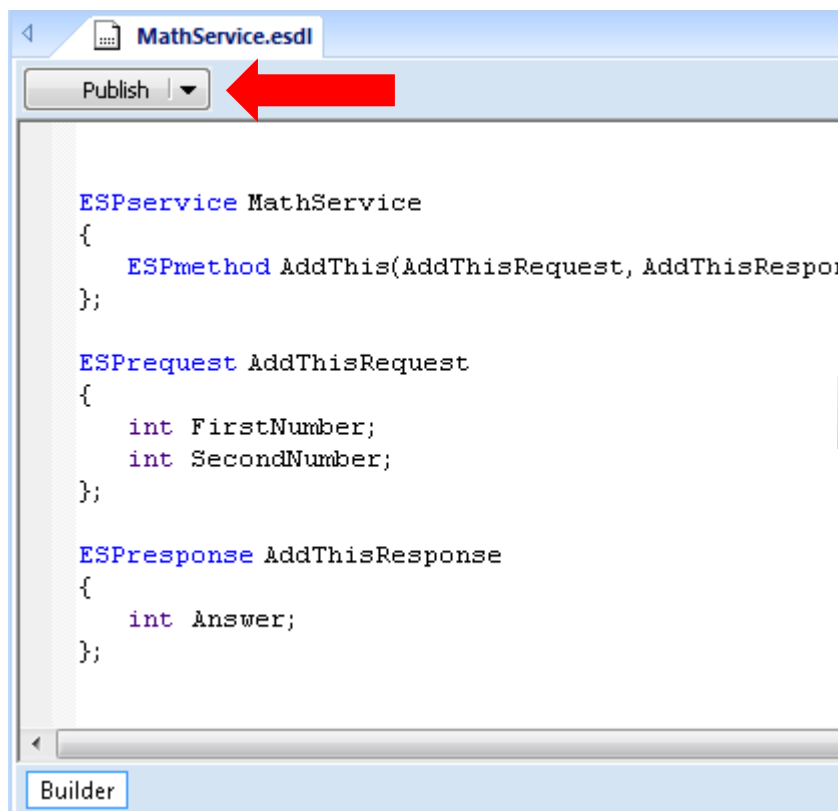 MathService.esdl
Publish
ESPservice MathService
{
ESPmethod AddThis(AddThisRequest, AddThisRespon
};
ESPrequest AddThisRequest
{
int FirstNumber;
int SecondNumber;
};
ESPresponse AddThisResponse
{
int Answer;
};
Builder